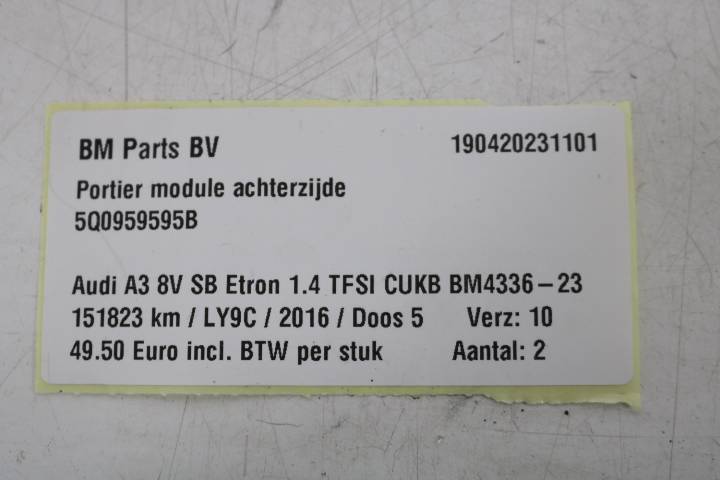 BM Parts BV 190420231101
Portier module achterzijde
5Q0959595B
Audi A3 8V SB Etron 1.4 TFSI CUKB BM4336-23
151823 km / LY9C / 2016 / Doos 5 Verz: 10
49.50 Euro incl. BTW per stuk Aantal: 2